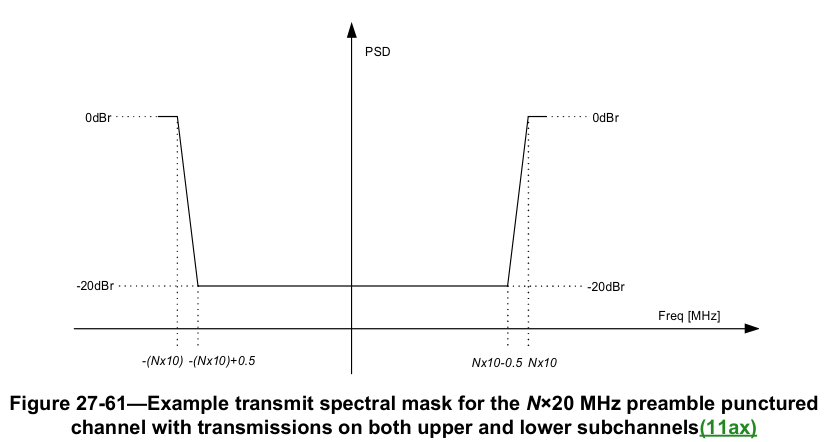 PSD
0dBr
0dBr
-20dBr
-20dBr
Freq [MHz]
-(Nx10) -(Nx10)+0.5
Nx10-0.5 Nx10
Figure 27-61—Example transmit spectral mask for the N×20 MHz preamble punctured
channel with transmissions on both upper and lower subchannels(11ax)